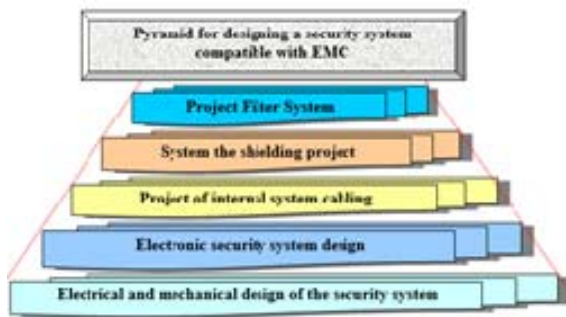 Pyramid for designing a security system
compatible with EMC
Project Filter System
System the shielding project
Project of internal system cabling
Electronic security system design
Electrical and mechanical design of the security system